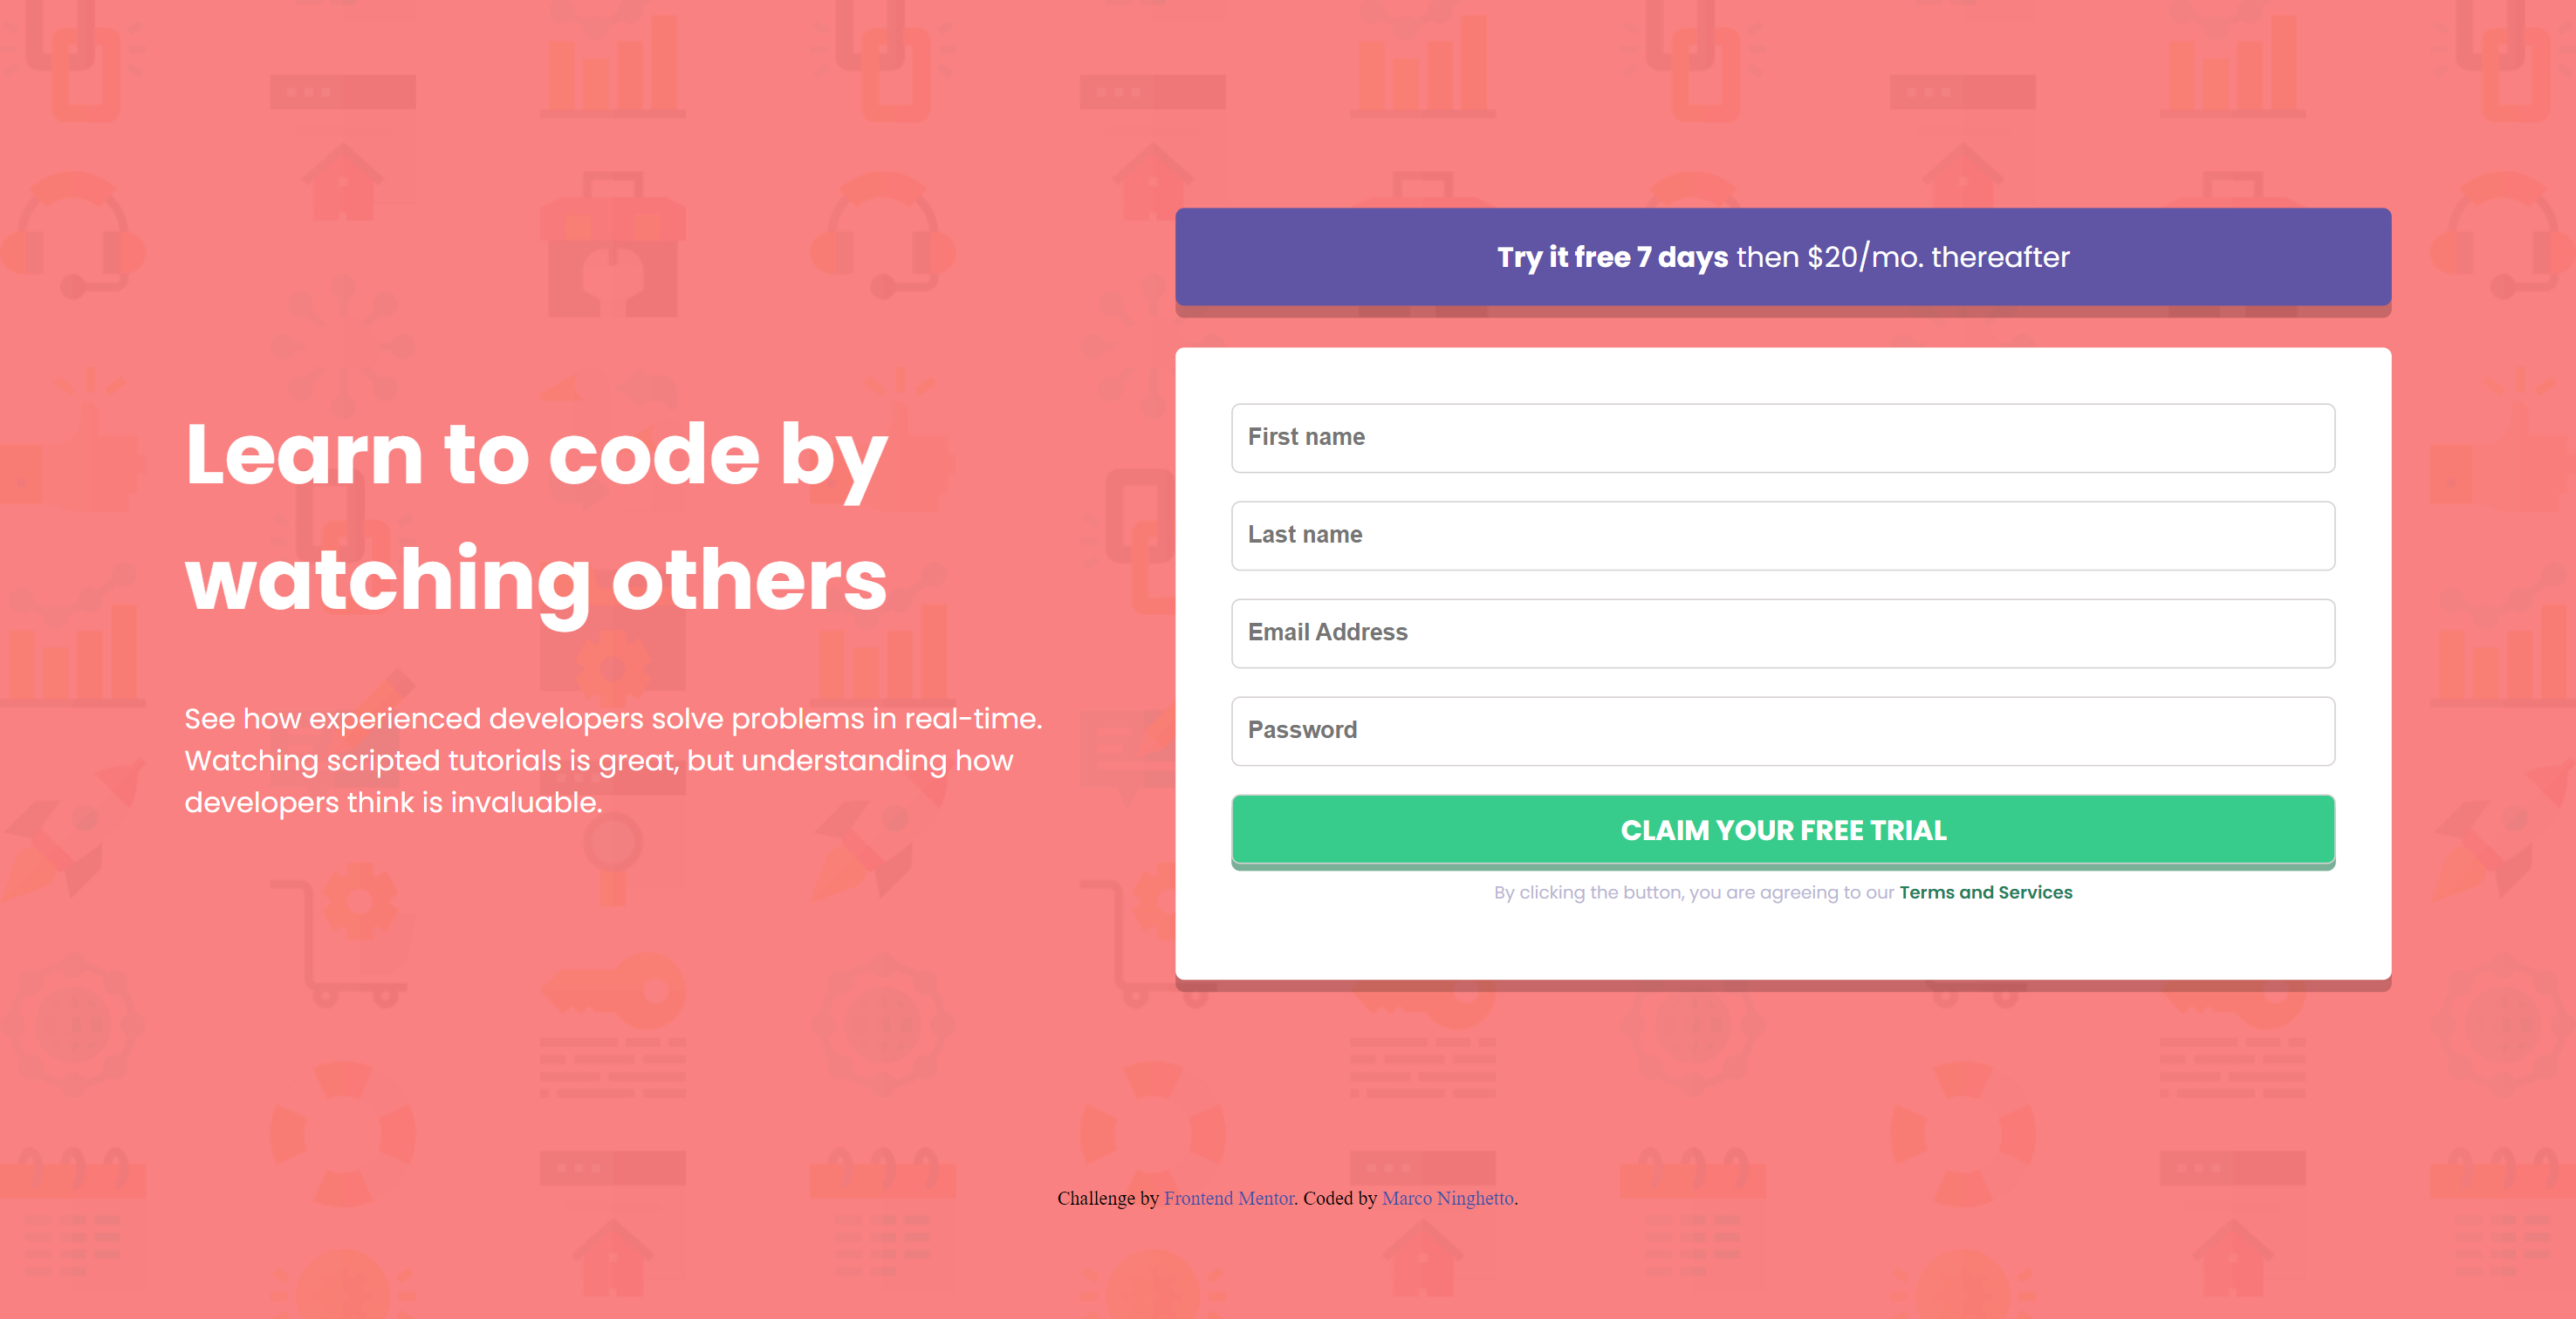 Learn to code by
watching others
See how experienced developers solve problems in real-time.
Watching scripted tutorials is great, but understanding how
developers think is invaluable.
Try it free 7 days then $20/mo. thereafter
First name
Last name
Email Address
Password
CLAIM YOUR FREE TRIAL
By clicking the button, you are agreeing to our Terms and Services
Challenge by Frontend Mentor. Coded by Marco Ninghetto.